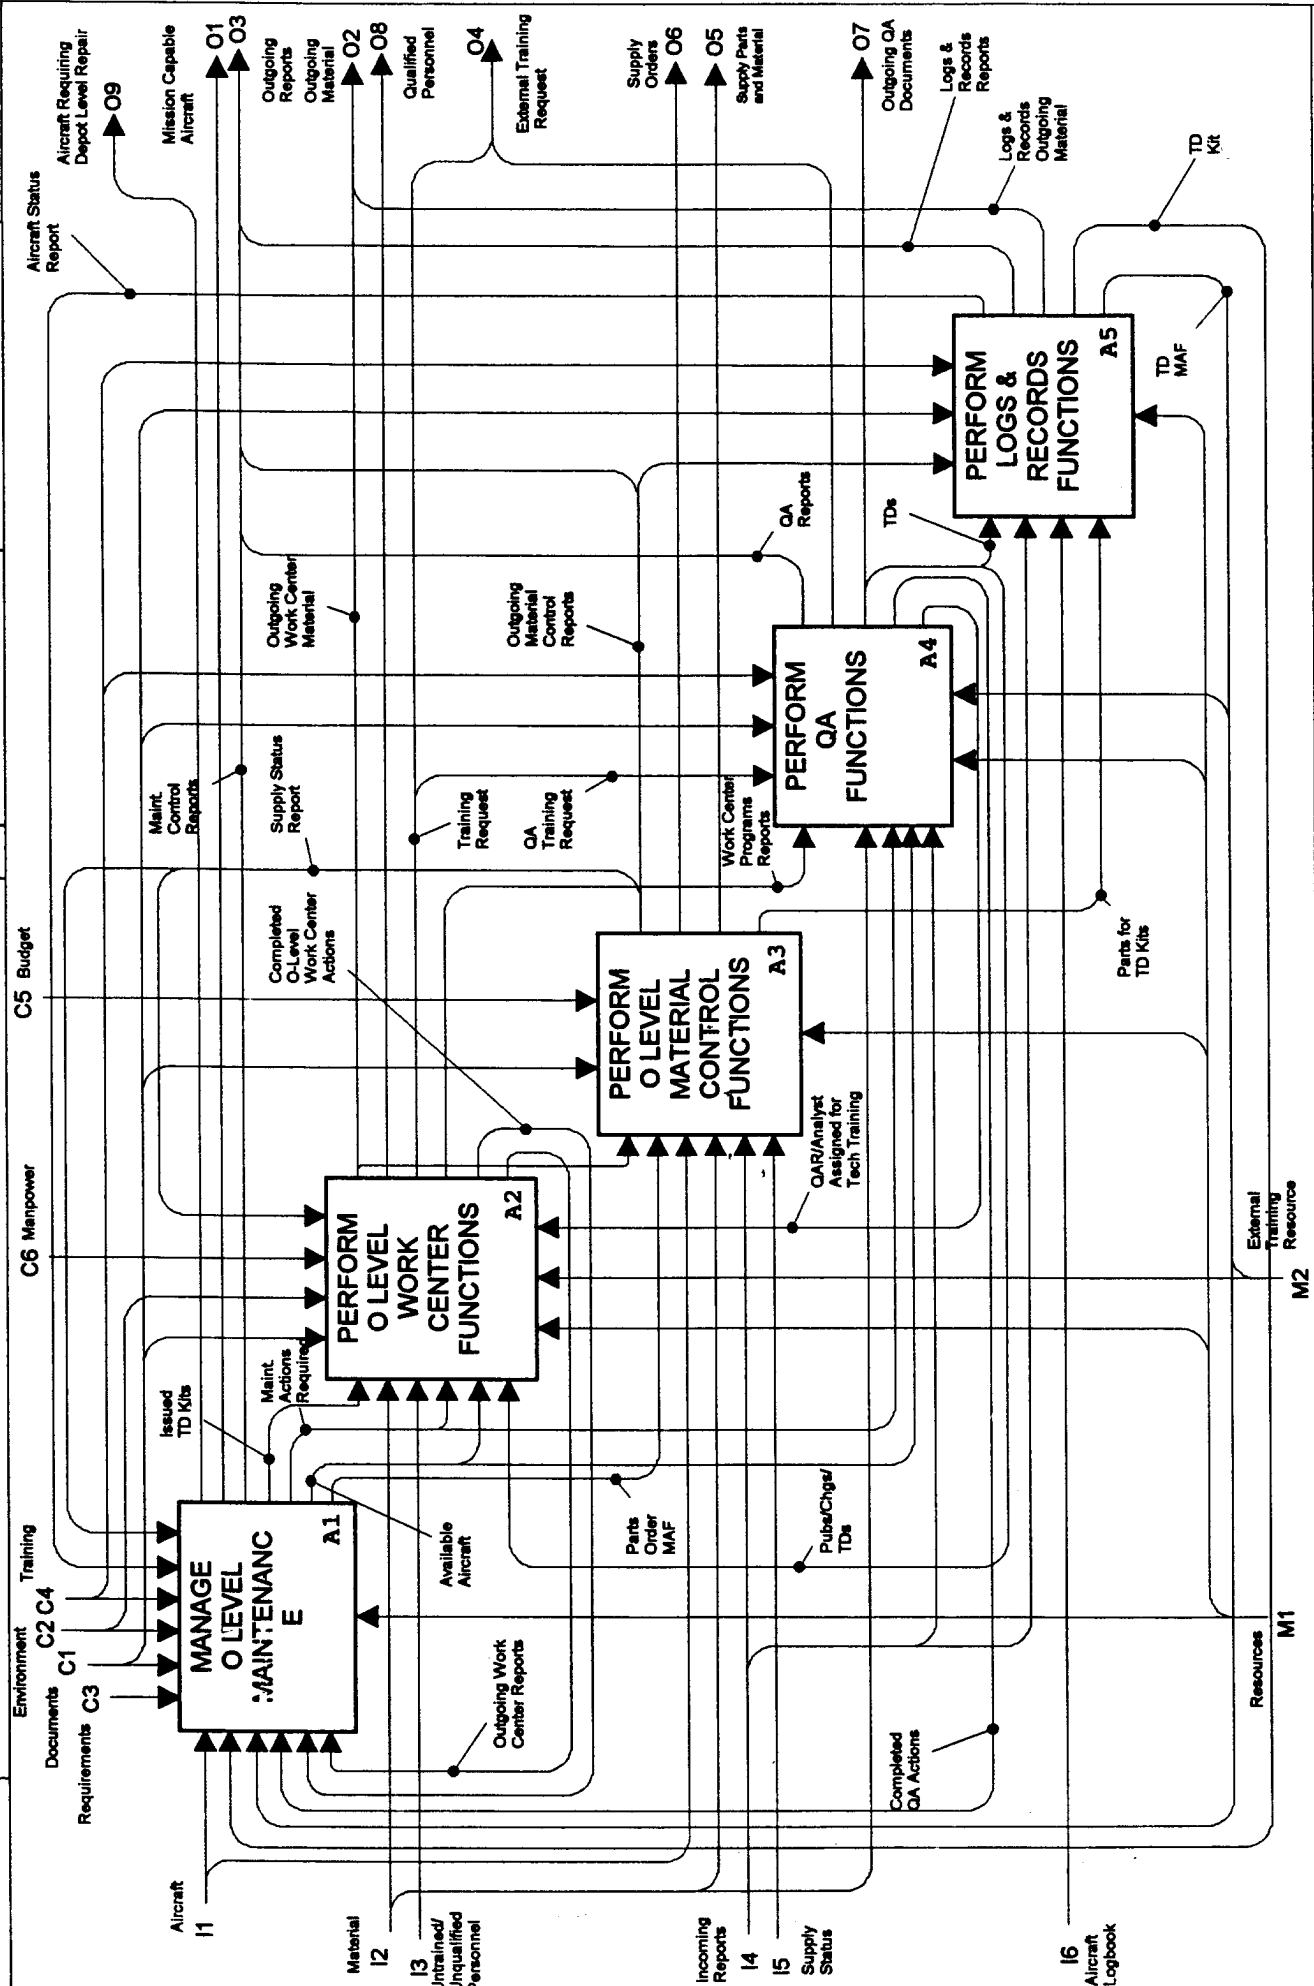 C6 Manpower
C5 Budget
Environment
Training
Documents
C1
C2 C4
Requirements C3
Aircraft Status
Report
Aircraft Requiring
Depot Level Repair
O9
Mission Capable
Aircraft
O1
O3
Outgoing
Reports
Outgoing
Material
O2
O8
Qualified
Personnel
O4
External Training
Request
Supply
Orders
O6
O5
Supply Parts
and Material
O7
Outgoing QA
Documents
Logs &
Records
Reports
Logs &
Records
Outgoing
Material
TD
Kit
Aircraft
I1
MANAGE
O LEVEL
MAINTENANC
E
A1
Issued
TD Kits
Maint.
Actions
Required
Available
Aircraft
Maint.
Control
Reports
Supply Status
Report
Completed
O-Level
Work Center
Actions
Outgoing
Work Center
Material
Material
I2
I3
Untrained/
Unqualified
Personnel
Outgoing Work
Center Reports
PERFORM
O LEVEL
WORK
CENTER
FUNCTIONS
A2
Training
Request
QA
Training
Request
Outgoing
Material
Control
Reports
Parts
Order
MAF
PERFORM
O LEVEL
MATERIAL
CONTROL
FUNCTIONS
A3
Work Center
Programs
Reports
QA
Reports
Incoming
Reports
I4
I5
Supply
Status
Pubs/Chgs/
TDs
QAR/Analyst
Assigned for
Tech Training
PERFORM
QA
FUNCTIONS
A4
TDs
Completed
QA Actions
PERFORM
LOGS &
RECORDS
FUNCTIONS
A5
Parts for
TD Kits
TD
MAF
I6
Aircraft
Logbook
Resources
M1
External
Training
Resource
M2